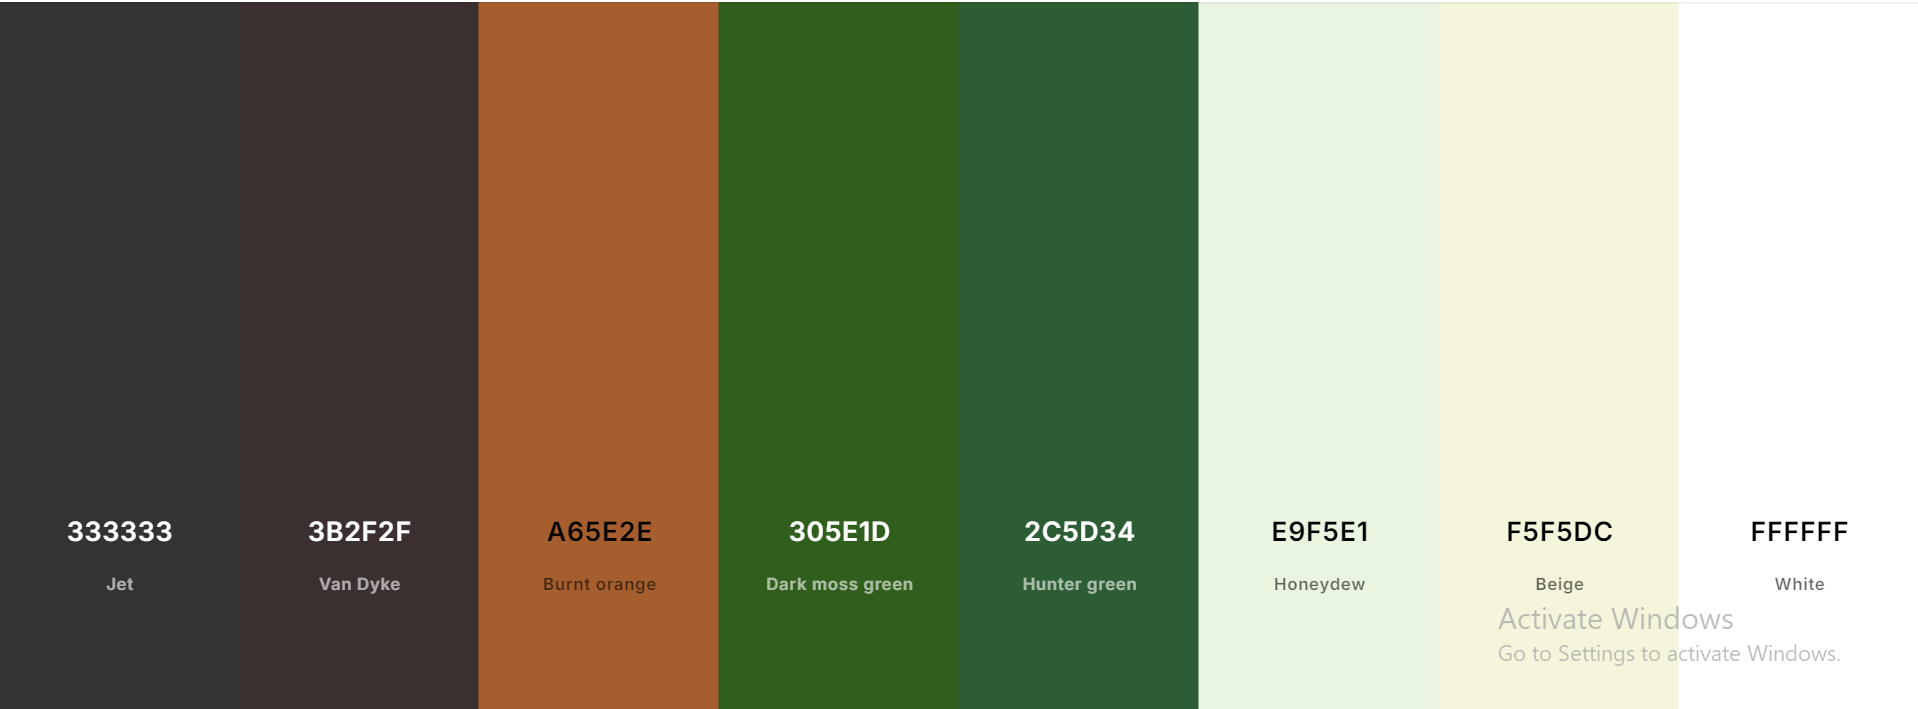 333333
Jet
3B2F2F
Van Dyke
A65E2E
Burnt orange
305E1D
Dark moss green
2C5D34
Hunter green
E9F5E1
Honeydew
F5F5DC
Beige
FFFFFF
White
Activate Windows
Go to Settings to activate Windows.